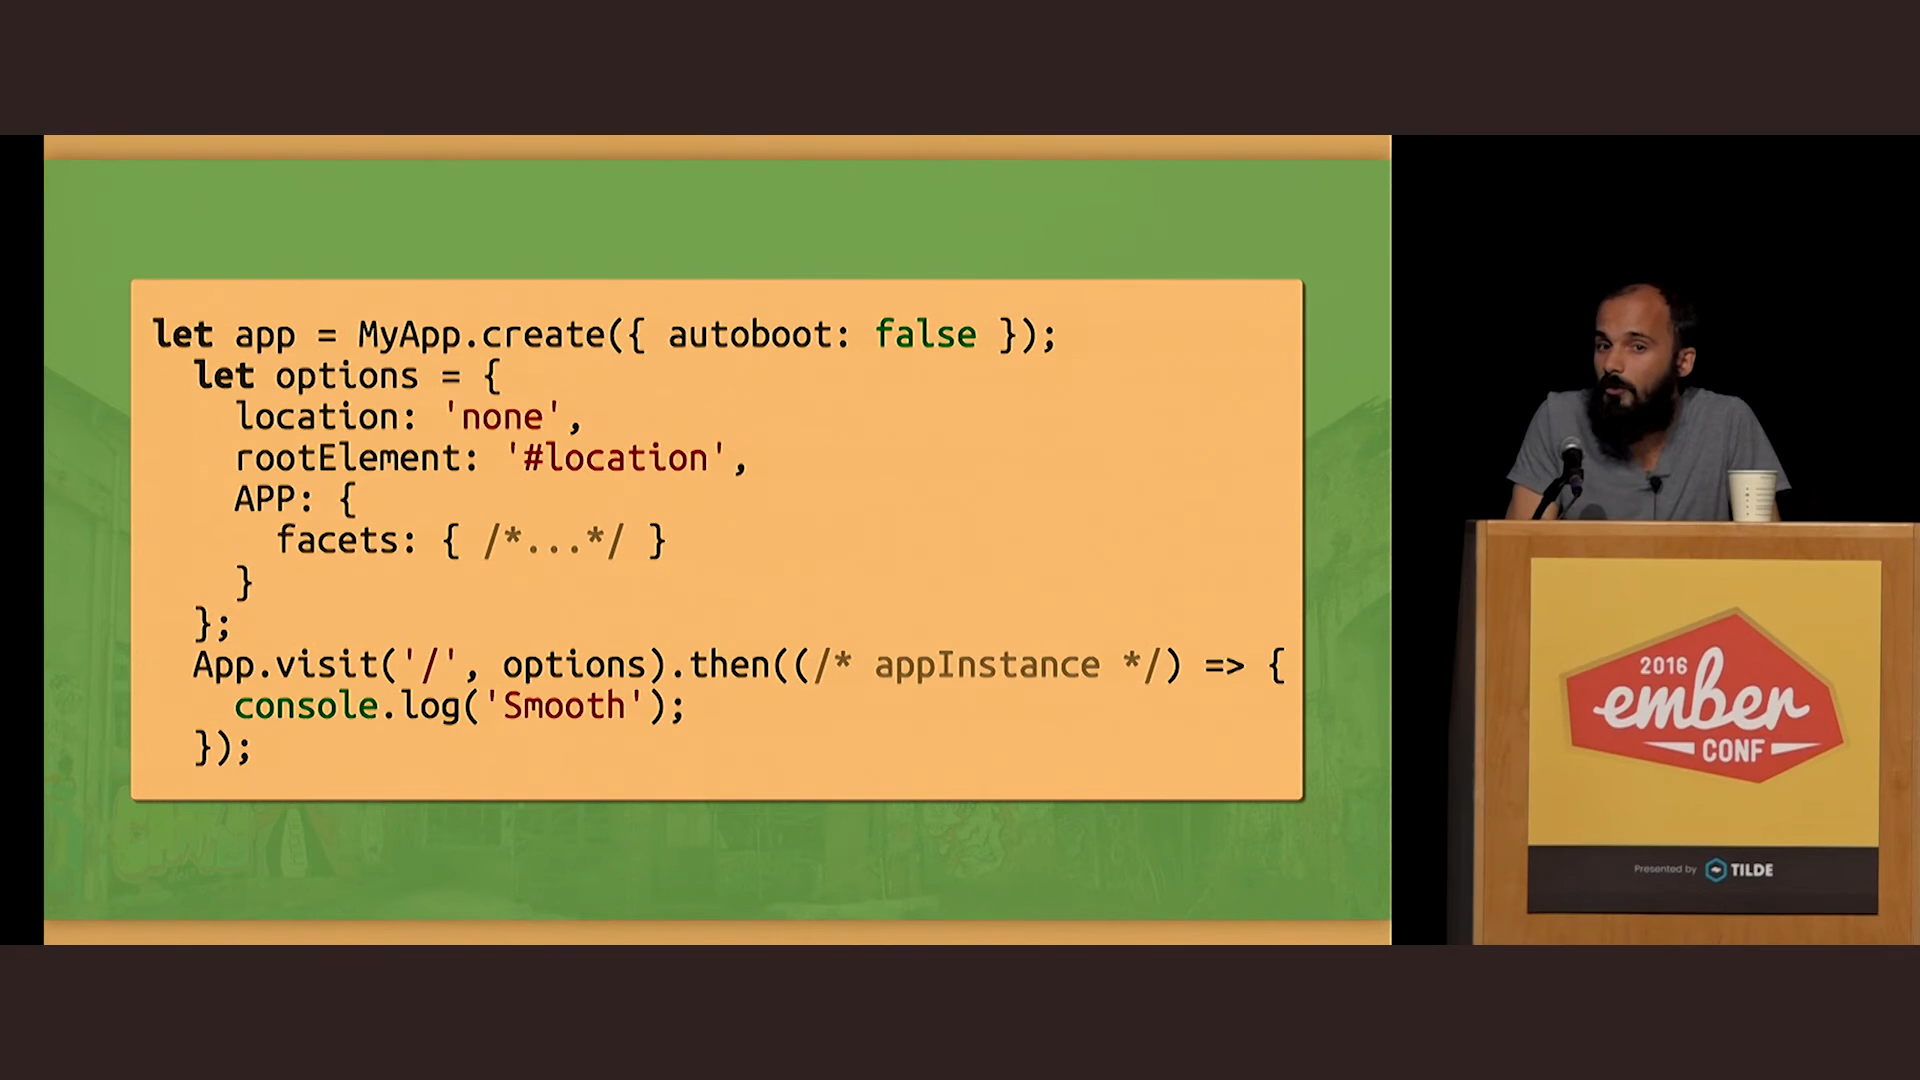 let app = MyApp.create({ autoboot: false });
let options = {
location: 'none',
rootElement: '#location',
APP: {
facets: { /*...*/ }
}
};
App.visit('/', options).then((/* appInstance */) => {
console.log('Smooth');
});
2016
ember
CONF
Presented by TILDE